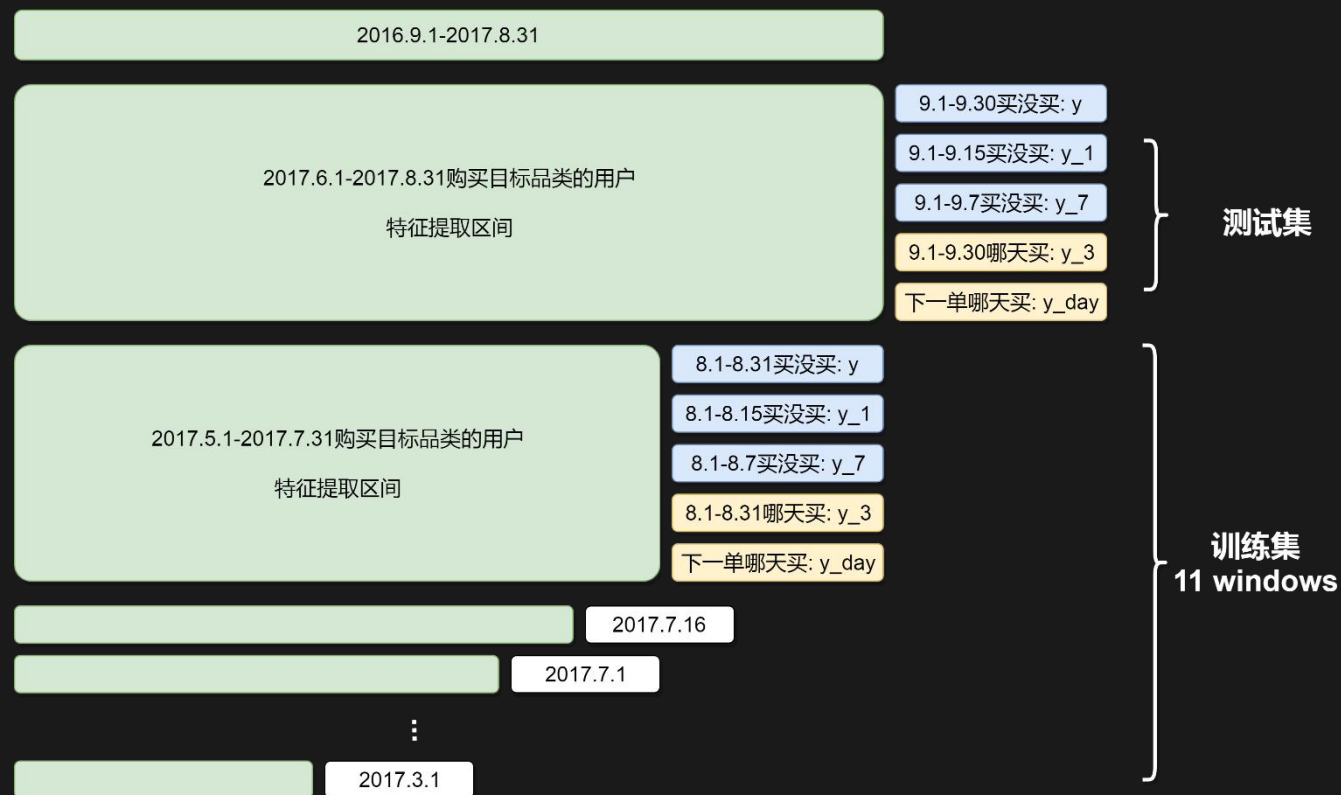 2016.9.1-2017.8.31
2017.6.1-2017.8.31购买目标品类的用户
特征提取区间
9.1-9.30买没买: y
9.1-9.15买没买: y_1
9.1-9.7买没买: y_7
9.1-9.30哪天买: y_3
下一单哪天买: y_day
测试集
2017.5.1-2017.7.31购买目标品类的用户
特征提取区间
8.1-8.31买没买: y
8.1-8.15买没买: y_1
8.1-8.7买没买: y_7
8.1-8.31哪天买: y_3
下一单哪天买: y_day
训练集
11 windows
2017.7.16
2017.7.1
⋮
2017.3.1